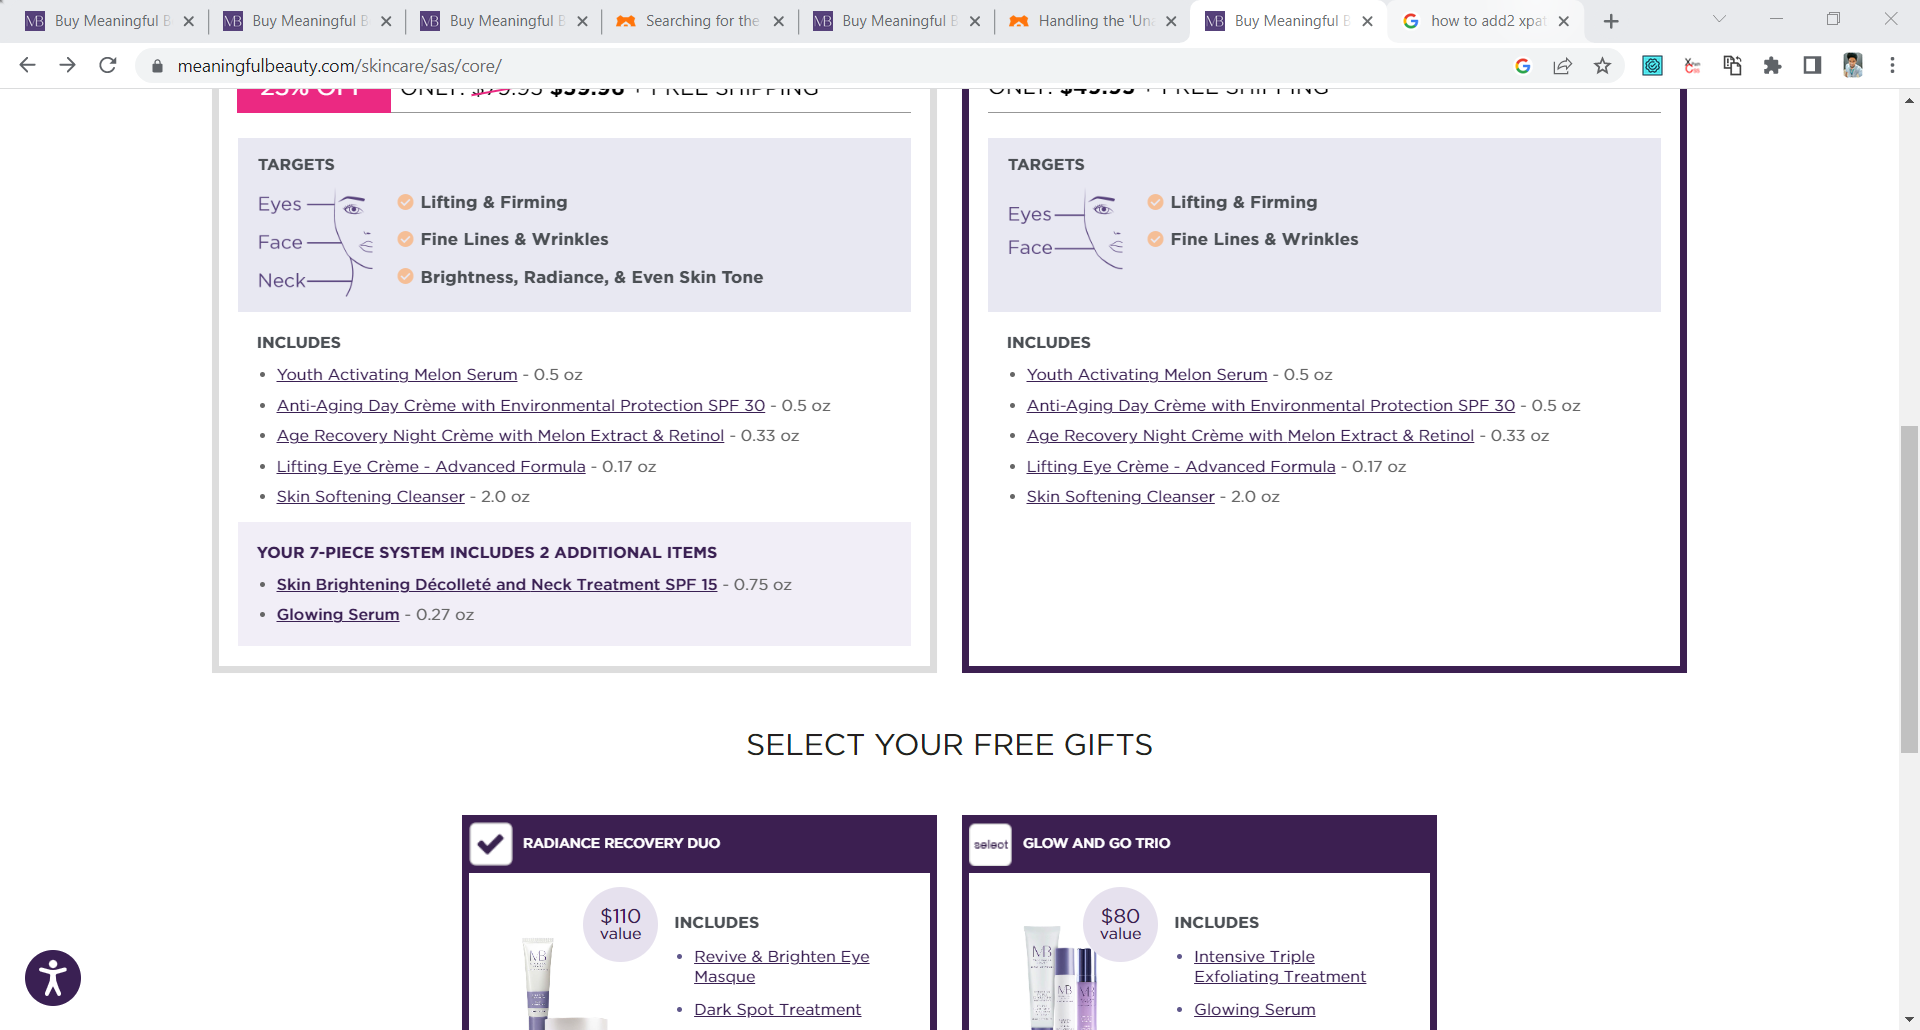 Buy Meaningful B
Buy Meaningful B
Buy Meaningful B
Searching for the
Buy Meaningful B
Handling the 'Una
Buy Meaningful B
how to add2 xpat
meaningfulbeauty.com/skincare/sas/core/
25% OFF
ONLY: $79.95 $59.96 + FREE SHIPPING
ONLY: $49.95 + FREE SHIPPING
TARGETS
Eyes
Face
Neck
Lifting & Firming
Fine Lines & Wrinkles
Brightness, Radiance, & Even Skin Tone
TARGETS
Eyes
Face
Lifting & Firming
Fine Lines & Wrinkles
INCLUDES
• Youth Activating Melon Serum - 0.5 oz
• Anti-Aging Day Crème with Environmental Protection SPF 30 - 0.5 oz
• Age Recovery Night Crème with Melon Extract & Retinol - 0.33 oz
• Lifting Eye Crème - Advanced Formula - 0.17 oz
• Skin Softening Cleanser - 2.0 oz
YOUR 7-PIECE SYSTEM INCLUDES 2 ADDITIONAL ITEMS
• Skin Brightening Décolleté and Neck Treatment SPF 15 - 0.75 oz
• Glowing Serum - 0.27 oz
INCLUDES
• Youth Activating Melon Serum - 0.5 oz
• Anti-Aging Day Crème with Environmental Protection SPF 30 - 0.5 oz
• Age Recovery Night Crème with Melon Extract & Retinol - 0.33 oz
• Lifting Eye Crème - Advanced Formula - 0.17 oz
• Skin Softening Cleanser - 2.0 oz
SELECT YOUR FREE GIFTS
RADIANCE RECOVERY DUO
$110
value
MB
INCLUDES
• Revive & Brighten Eye
Masque
• Dark Spot Treatment
select
GLOW AND GO TRIO
$80
value
MB
MB
MB
INCLUDES
• Intensive Triple
Exfoliating Treatment
• Glowing Serum